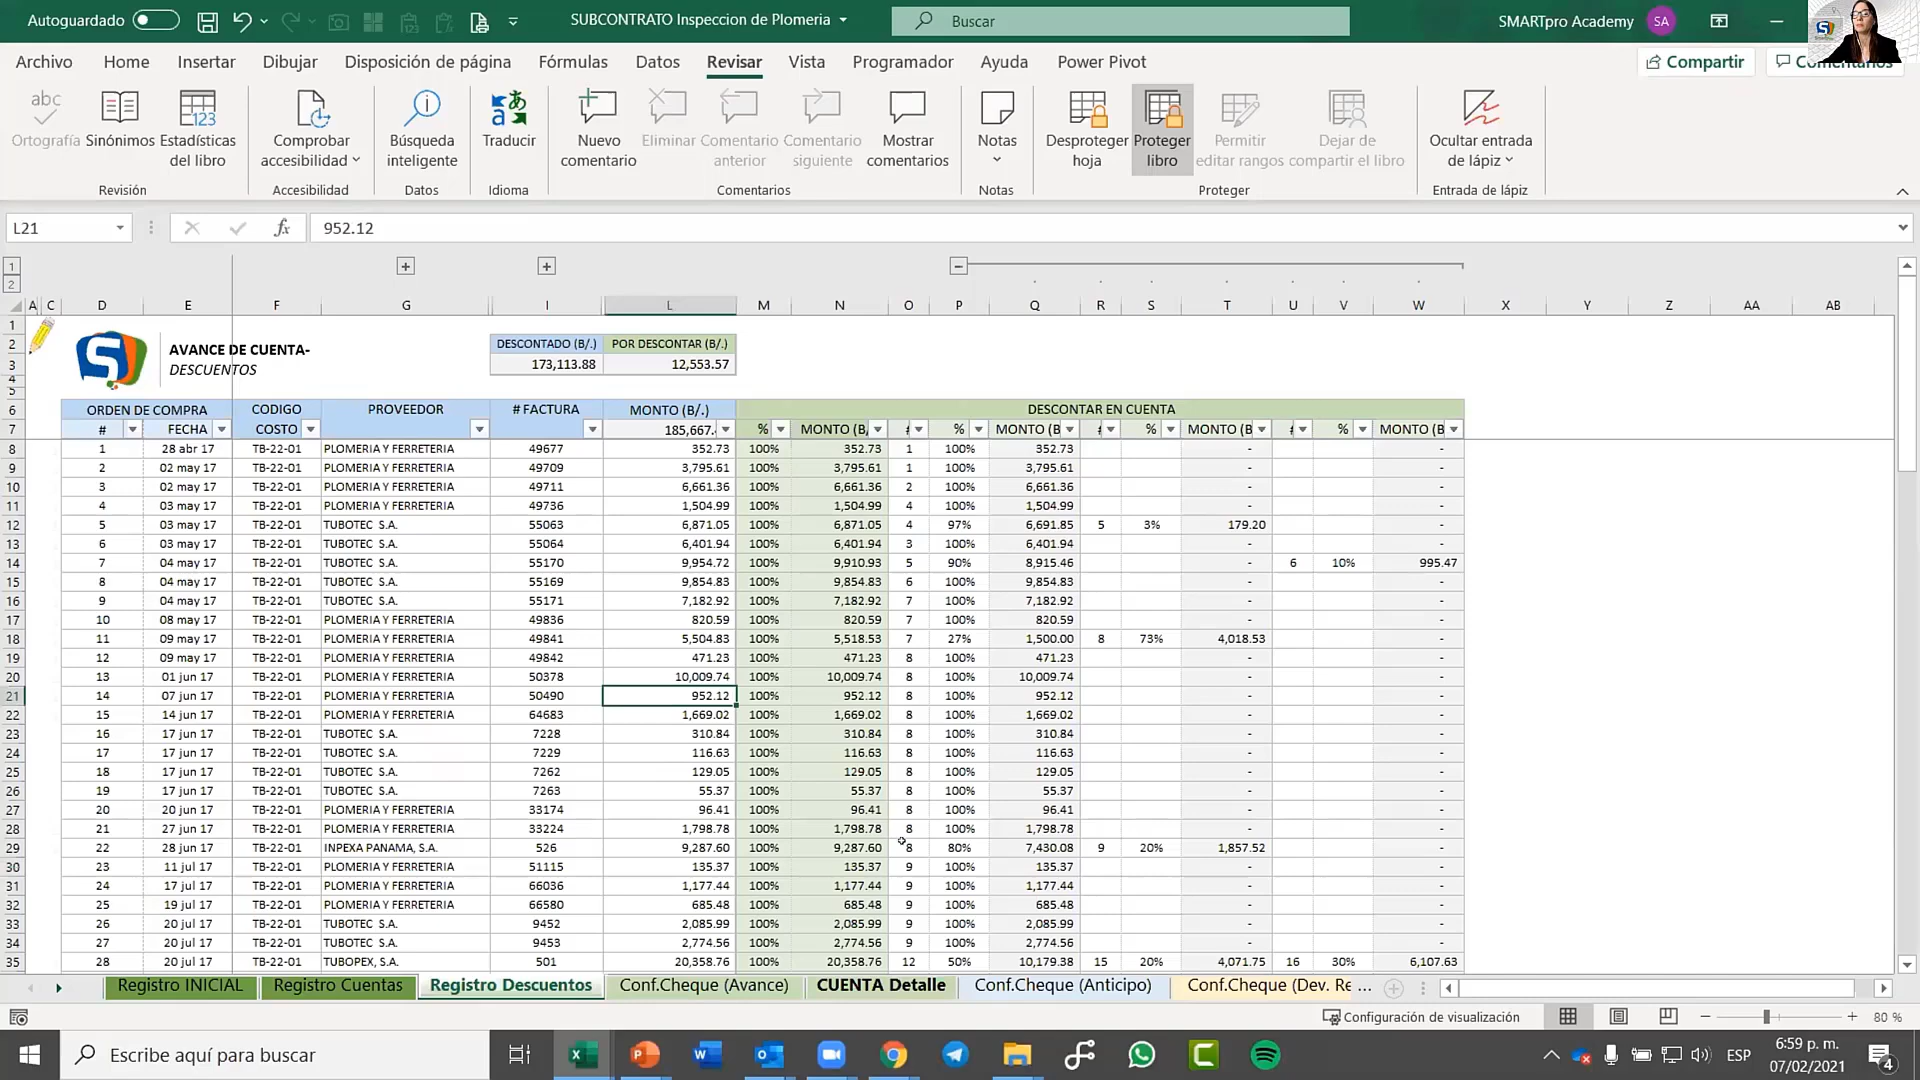 Autoguardado
SUBCONTRATO Inspeccion de Plomeria
Buscar
SMARTpro Academy SA
Archivo Home Insertar Dibujar Disposición de página Fórmulas Datos Revisar Vista Programador Ayuda Power Pivot Compartir Comentarios
abc
Ortografía Sinónimos Estadísticas del libro
Comprobar accesibilidad
Búsqueda inteligente
Traducir
Nuevo comentario
Eliminar Comentario anterior Comentario siguiente Mostrar comentarios
Notas
Desproteger hoja Proteger libro Permitir editar rangos Dejar de compartir el libro
Ocultar entrada de lápiz
Revisión Accesibilidad Datos Idioma Comentarios Notas Proteger Entrada de lápiz
L21 fx 952.12
1
2
A C D E F G I L M N O P Q R S T U V W X Y Z AA AB
1
2 AVANCE DE CUENTA- DESCONTADO (B/.) POR DESCONTAR (B/.)
3 DESCUENTOS 173,113.88 12,553.57
4
5
6 ORDEN DE COMPRA CODIGO PROVEEDOR # FACTURA MONTO (B/.) DESCONTAR EN CUENTA
7 # FECHA COSTO 185,667. % MONTO (B/ % MONTO (B % MONTO (B % MONTO (B
8 1 28 abr 17 TB-22-01 PLOMERIA Y FERRETERIA 49677 352.73 100% 352.73 1 100% 352.73 - -
9 2 02 may 17 TB-22-01 PLOMERIA Y FERRETERIA 49709 3,795.61 100% 3,795.61 1 100% 3,795.61 - -
10 3 02 may 17 TB-22-01 PLOMERIA Y FERRETERIA 49711 6,661.36 100% 6,661.36 2 100% 6,661.36 - -
11 4 03 may 17 TB-22-01 PLOMERIA Y FERRETERIA 49736 1,504.99 100% 1,504.99 4 100% 1,504.99 - -
12 5 03 may 17 TB-22-01 TUBOTEC S.A. 55063 6,871.05 100% 6,871.05 4 97% 6,691.85 5 3% 179.20 -
13 6 03 may 17 TB-22-01 TUBOTEC S.A. 55064 6,401.94 100% 6,401.94 3 100% 6,401.94 - -
14 7 04 may 17 TB-22-01 TUBOTEC S.A. 55170 9,954.72 100% 9,910.93 5 90% 8,915.46 - 6 10% 995.47
15 8 04 may 17 TB-22-01 TUBOTEC S.A. 55169 9,854.83 100% 9,854.83 6 100% 9,854.83 - -
16 9 04 may 17 TB-22-01 TUBOTEC S.A. 55171 7,182.92 100% 7,182.92 7 100% 7,182.92 - -
17 10 08 may 17 TB-22-01 PLOMERIA Y FERRETERIA 49836 820.59 100% 820.59 7 100% 820.59 - -
18 11 09 may 17 TB-22-01 PLOMERIA Y FERRETERIA 49841 5,504.83 100% 5,518.53 7 27% 1,500.00 8 73% 4,018.53 -
19 12 09 may 17 TB-22-01 PLOMERIA Y FERRETERIA 49842 471.23 100% 471.23 8 100% 471.23 - -
20 13 01 jun 17 TB-22-01 PLOMERIA Y FERRETERIA 50378 10,009.74 100% 10,009.74 8 100% 10,009.74 - -
21 14 07 jun 17 TB-22-01 PLOMERIA Y FERRETERIA 50490 952.12 100% 952.12 8 100% 952.12 - -
22 15 14 jun 17 TB-22-01 PLOMERIA Y FERRETERIA 64683 1,669.02 100% 1,669.02 8 100% 1,669.02 - -
23 16 17 jun 17 TB-22-01 TUBOTEC S.A. 7228 310.84 100% 310.84 8 100% 310.84 - -
24 17 17 jun 17 TB-22-01 TUBOTEC S.A. 7229 116.63 100% 116.63 8 100% 116.63 - -
25 18 17 jun 17 TB-22-01 TUBOTEC S.A. 7262 129.05 100% 129.05 8 100% 129.05 - -
26 19 17 jun 17 TB-22-01 TUBOTEC S.A. 7263 55.37 100% 55.37 8 100% 55.37 - -
27 20 20 jun 17 TB-22-01 PLOMERIA Y FERRETERIA 33174 96.41 100% 96.41 8 100% 96.41 - -
28 21 27 jun 17 TB-22-01 PLOMERIA Y FERRETERIA 33224 1,798.78 100% 1,798.78 8 100% 1,798.78 - -
29 22 28 jun 17 TB-22-01 INPEXA PANAMA, S.A. 526 9,287.60 100% 9,287.60 8 80% 7,430.08 9 20% 1,857.52 -
30 23 11 jul 17 TB-22-01 PLOMERIA Y FERRETERIA 51115 135.37 100% 135.37 9 100% 135.37 - -
31 24 17 jul 17 TB-22-01 PLOMERIA Y FERRETERIA 66036 1,177.44 100% 1,177.44 9 100% 1,177.44 - -
32 25 19 jul 17 TB-22-01 PLOMERIA Y FERRETERIA 66580 685.48 100% 685.48 9 100% 685.48 - -
33 26 20 jul 17 TB-22-01 TUBOTEC S.A. 9452 2,085.99 100% 2,085.99 9 100% 2,085.99 - -
34 27 20 jul 17 TB-22-01 TUBOTEC S.A. 9453 2,774.56 100% 2,774.56 9 100% 2,774.56 - -
35 28 20 jul 17 TB-22-01 TUBOPEX, S.A. 501 20,358.76 100% 20,358.76 12 50% 10,179.38 15 20% 4,071.75 16 30% 6,107.63
Registro INICIAL Registro Cuentas Registro Descuentos Conf.Cheque (Avance) CUENTA Detalle Conf.Cheque (Anticipo) Conf.Cheque (Dev. Re ...
Configuración de visualización 80 %
Escribe aquí para buscar
ESP 6:59 p. m.
07/02/2021
4